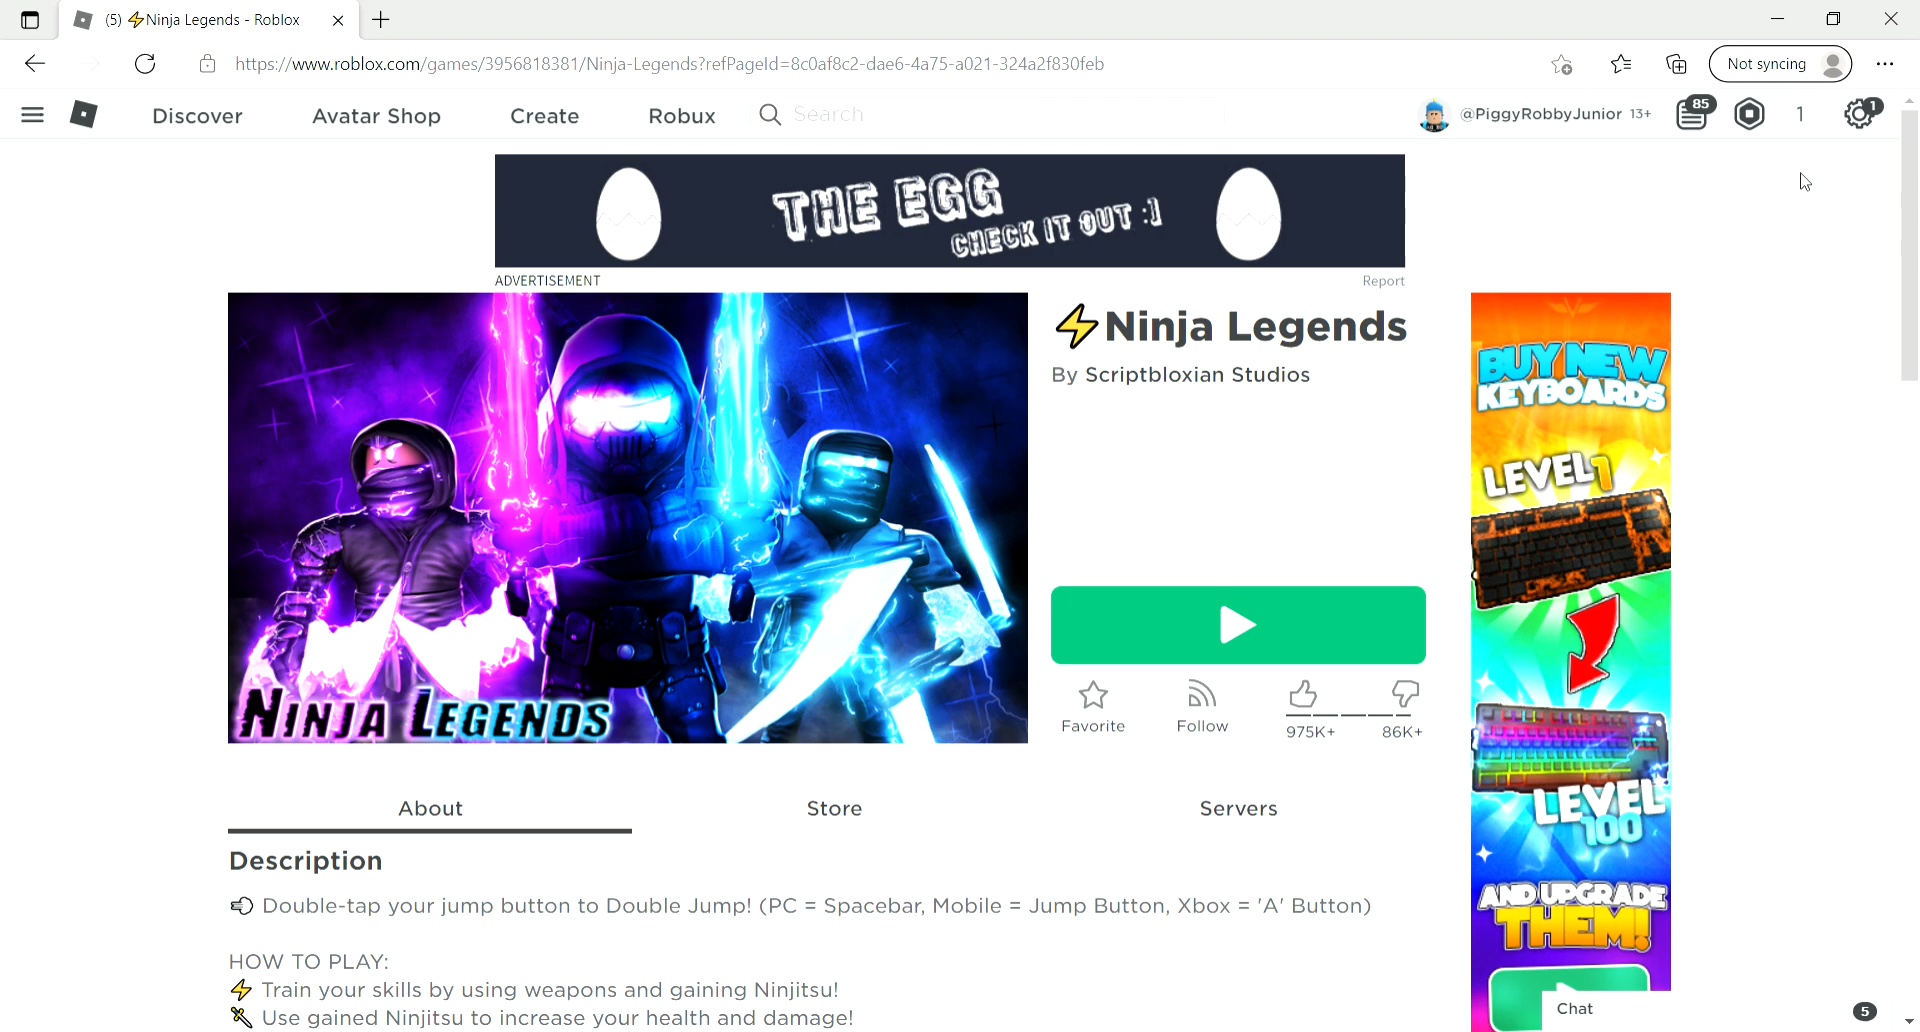 (5) ⚡Ninja Legends - Roblox
https://www.roblox.com/games/3956818381/Ninja-Legends?refPageId=8c0af8c2-dae6-4a75-a021-324a2f830feb
Not syncing
Discover
Avatar Shop
Create
Robux
Search
@PiggyRobbyJunior 13+
85
1
1
THE EGG
CHECK IT OUT :]
ADVERTISEMENT
Report
⚡Ninja Legends
By Scriptbloxian Studios
NINJA LEGENDS
Favorite
Follow
975K+
86K+
BUY NEW
KEYBOARDS
LEVEL 1
LEVEL
100
AND UPGRADE
THEM!
About
Store
Servers
Description
💨 Double-tap your jump button to Double Jump! (PC = Spacebar, Mobile = Jump Button, Xbox = 'A' Button)
HOW TO PLAY:
⚡ Train your skills by using weapons and gaining Ninjitsu!
🗡 Use gained Ninjitsu to increase your health and damage!
Chat
5